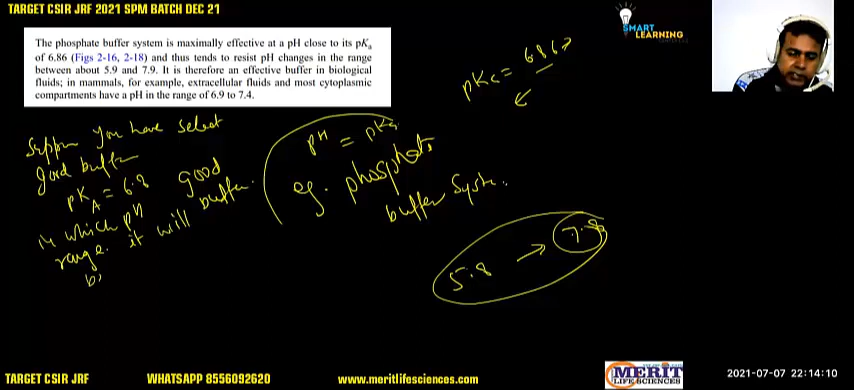 TARGET CSIR JRF 2021 SPM BATCH DEC 21
SMART
LEARNING
The phosphate buffer system is maximally effective at a pH close to its pKa
of 6.86 (Figs 2-16, 2-18) and thus tends to resist pH changes in the range
between about 5.9 and 7.9. It is therefore an effective buffer in biological
fluids; in mammals, for example, extracellular fluids and most cytoplasmic
compartments have a pH in the range of 6.9 to 7.4.
you have select
good buffer
pKA = 6.8 good
in which pH buffer.
range. it will
pH = pKa
eg. phosphate
buffer
5.8 → 7.8
TARGET CSIR JRF
WHATSAPP 8556092620
www.meritlifesciences.com
MERIT
LIFE SCIENCES
2021-07-07 22:14:10